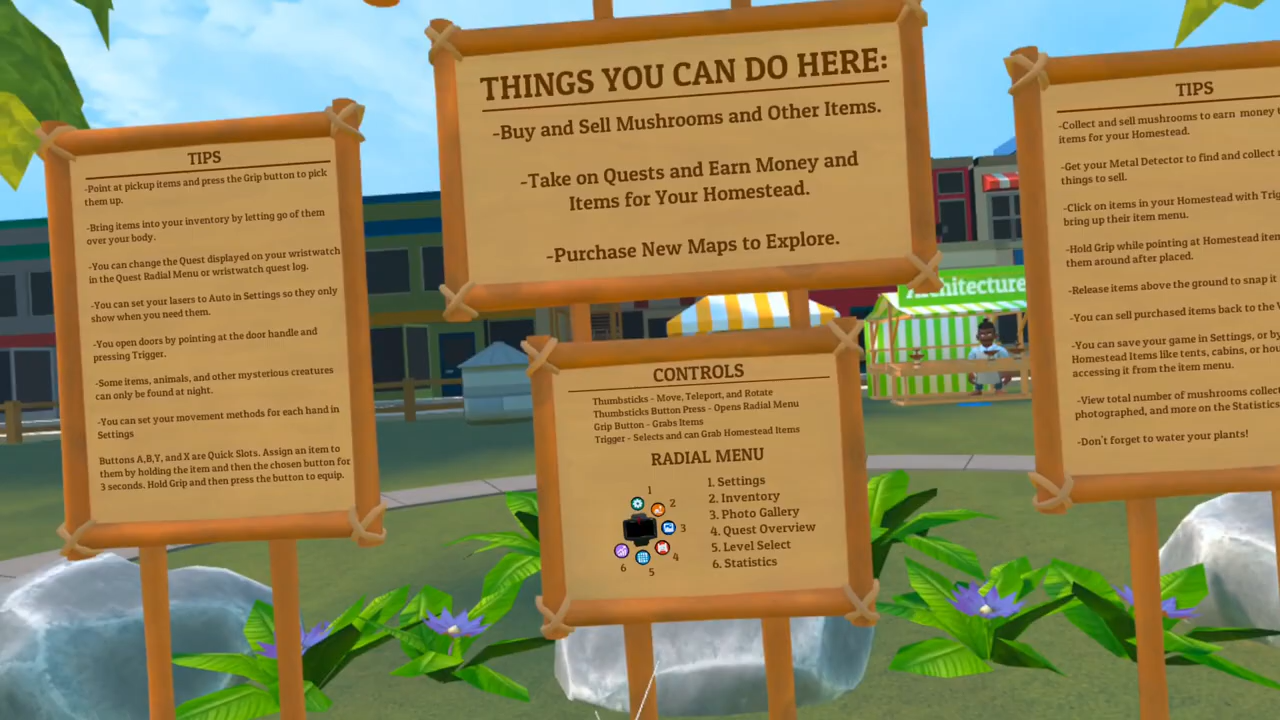 TIPS
-Point at pickup items and press the Grip button to pick
them up.
-Bring items into your inventory by letting go of them
over your body.
-You can change the Quest displayed on your wristwatch
in the Quest Radial Menu or wristwatch quest log.
-You can set your lasers to Auto in Settings so they only
show when you need them.
-You open doors by pointing at the door handle and
pressing Trigger.
-Some items, animals, and other mysterious creatures
can only be found at night.
-You can set your movement methods for each hand in
Settings
Buttons A,B,Y, and X are Quick Slots. Assign an item to
them by holding the item and then the chosen button for
3 seconds. Hold Grip and then press the button to equip.
THINGS YOU CAN DO HERE:
-Buy and Sell Mushrooms and Other Items.
-Take on Quests and Earn Money and
Items for Your Homestead.
-Purchase New Maps to Explore.
CONTROLS
Thumbsticks - Move, Teleport, and Rotate
Thumbsticks Button Press - Opens Radial Menu
Grip Button - Grabs Items
Trigger - Selects and can Grab Homestead Items
RADIAL MENU
1
2
3
4
5
6
1. Settings
2. Inventory
3. Photo Gallery
4. Quest Overview
5. Level Select
6. Statistics
Architecture
TIPS
-Collect and sell mushrooms to earn money
items for your Homestead.
-Get your Metal Detector to find and collect
things to sell.
-Click on items in your Homestead with
bring up their item menu.
-Hold Grip while pointing at Homestead
them around after placed.
-Release items above the ground to snap it
-You can sell purchased items back to the
-You can save your game in Settings, or by
Homestead Items like tents, cabins, or
accessing it from the item menu.
-View total number of mushrooms
photographed, and more on the Statistics
-Don't forget to water your plants!